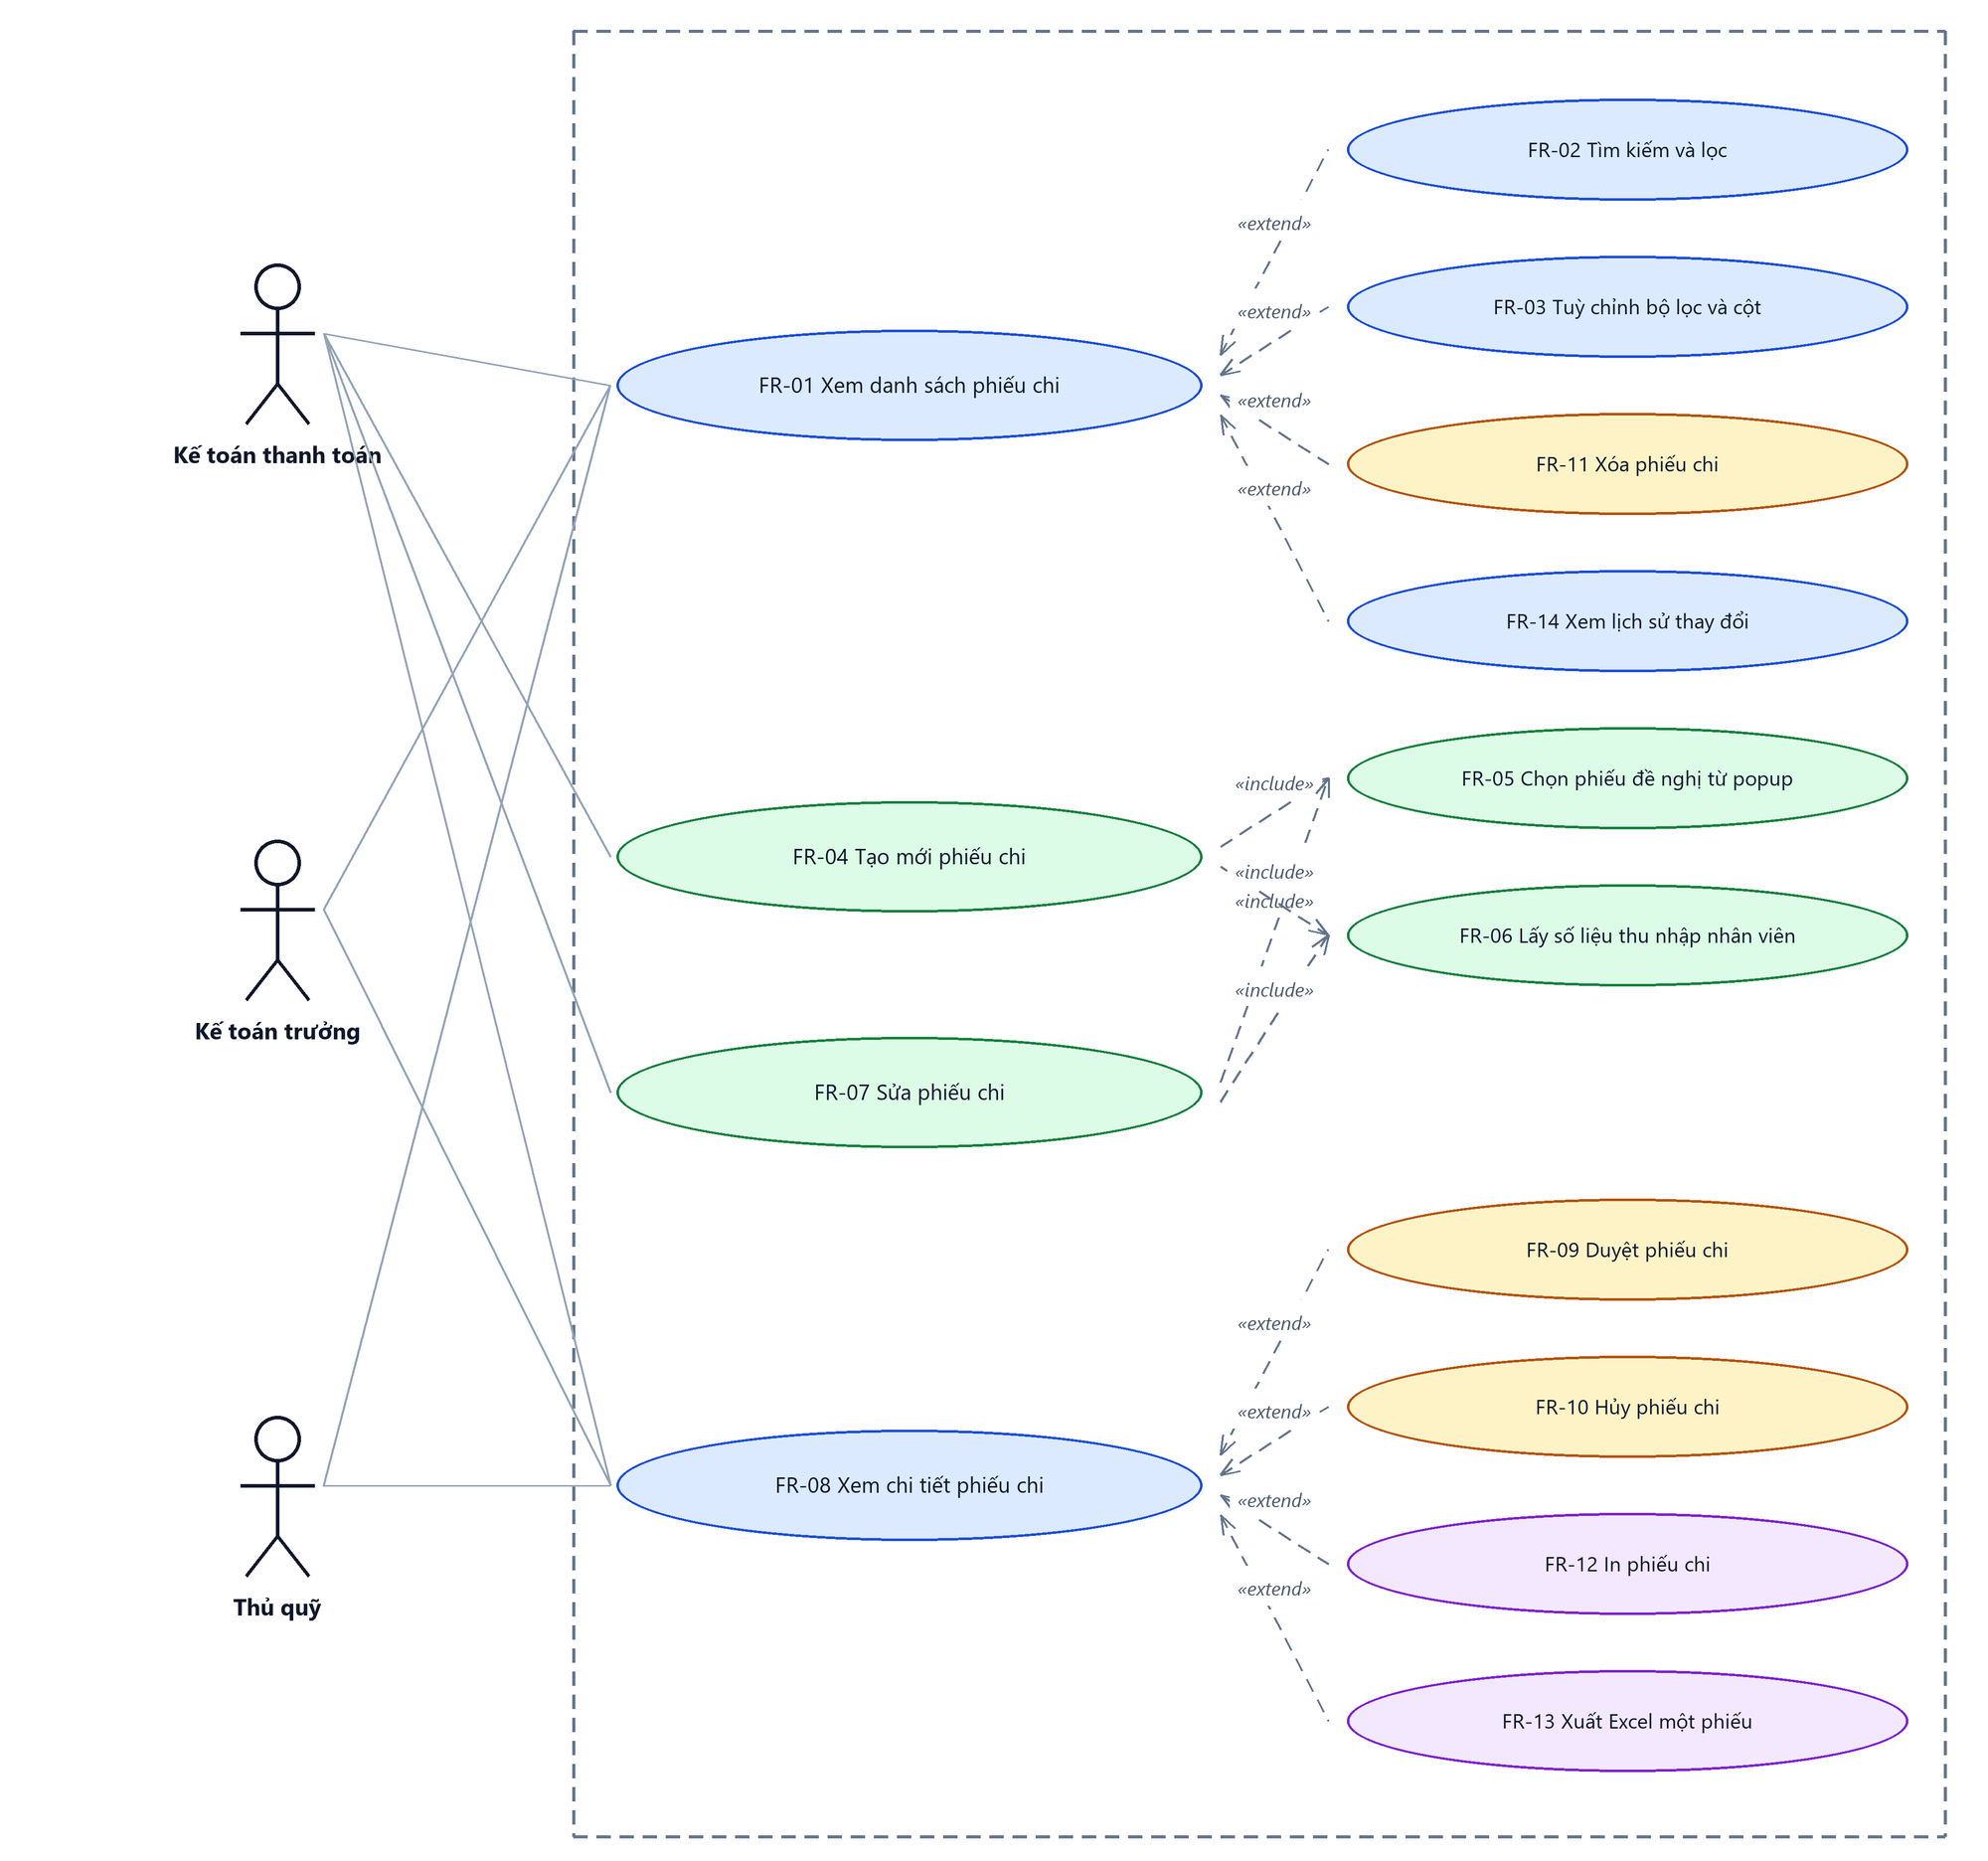 FR-02 Tìm kiếm và lọc
«extend»
FR-03 Tuỳ chỉnh bộ lọc và cột
«extend»
FR-01 Xem danh sách phiếu chi
«extend»
Kế toán thanh toán
FR-11 Xóa phiếu chi
«extend»
FR-14 Xem lịch sử thay đổi
FR-05 Chọn phiếu đề nghị từ popup
«include»
FR-04 Tạo mới phiếu chi
«include»
«include»
FR-06 Lấy số liệu thu nhập nhân viên
«include»
Kế toán trưởng
FR-07 Sửa phiếu chi
FR-09 Duyệt phiếu chi
«extend»
FR-10 Hủy phiếu chi
«extend»
FR-08 Xem chi tiết phiếu chi
«extend»
FR-12 In phiếu chi
«extend»
Thủ quỹ
FR-13 Xuất Excel một phiếu